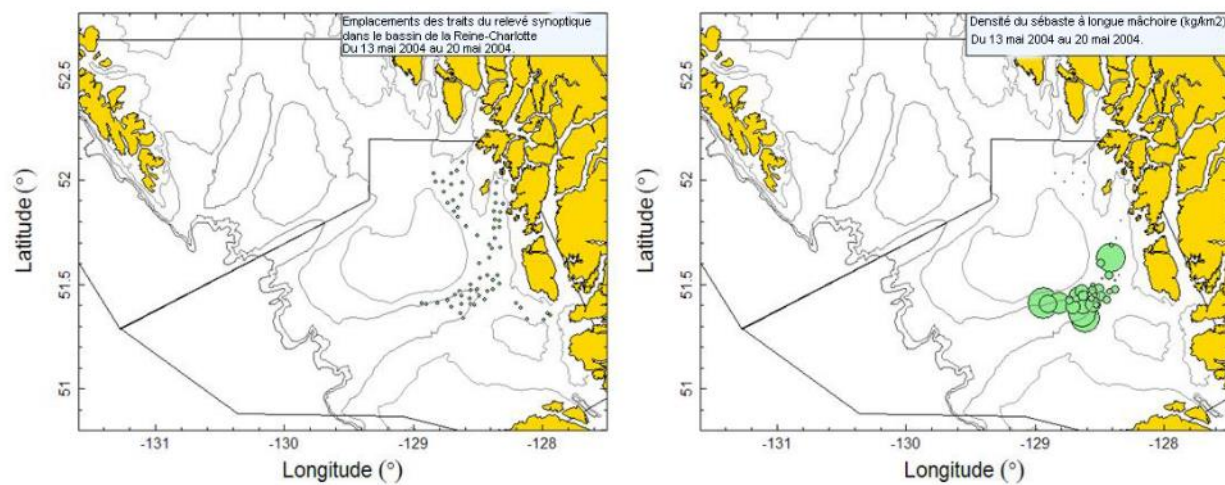 Emplacements des traits du relevé synoptique
dans le bassin de la Reine-Charlotte
Du 13 mai 2004 au 20 mai 2004.
Latitude (°)
52.5
52
51.5
51
-131
-130
-129
-128
Longitude (°)
Densité du sébaste à longue mâchoire (kg/km2)
Du 13 mai 2004 au 20 mai 2004.
Latitude (°)
52.5
52
51.5
51
-131
-130
-129
-128
Longitude (°)